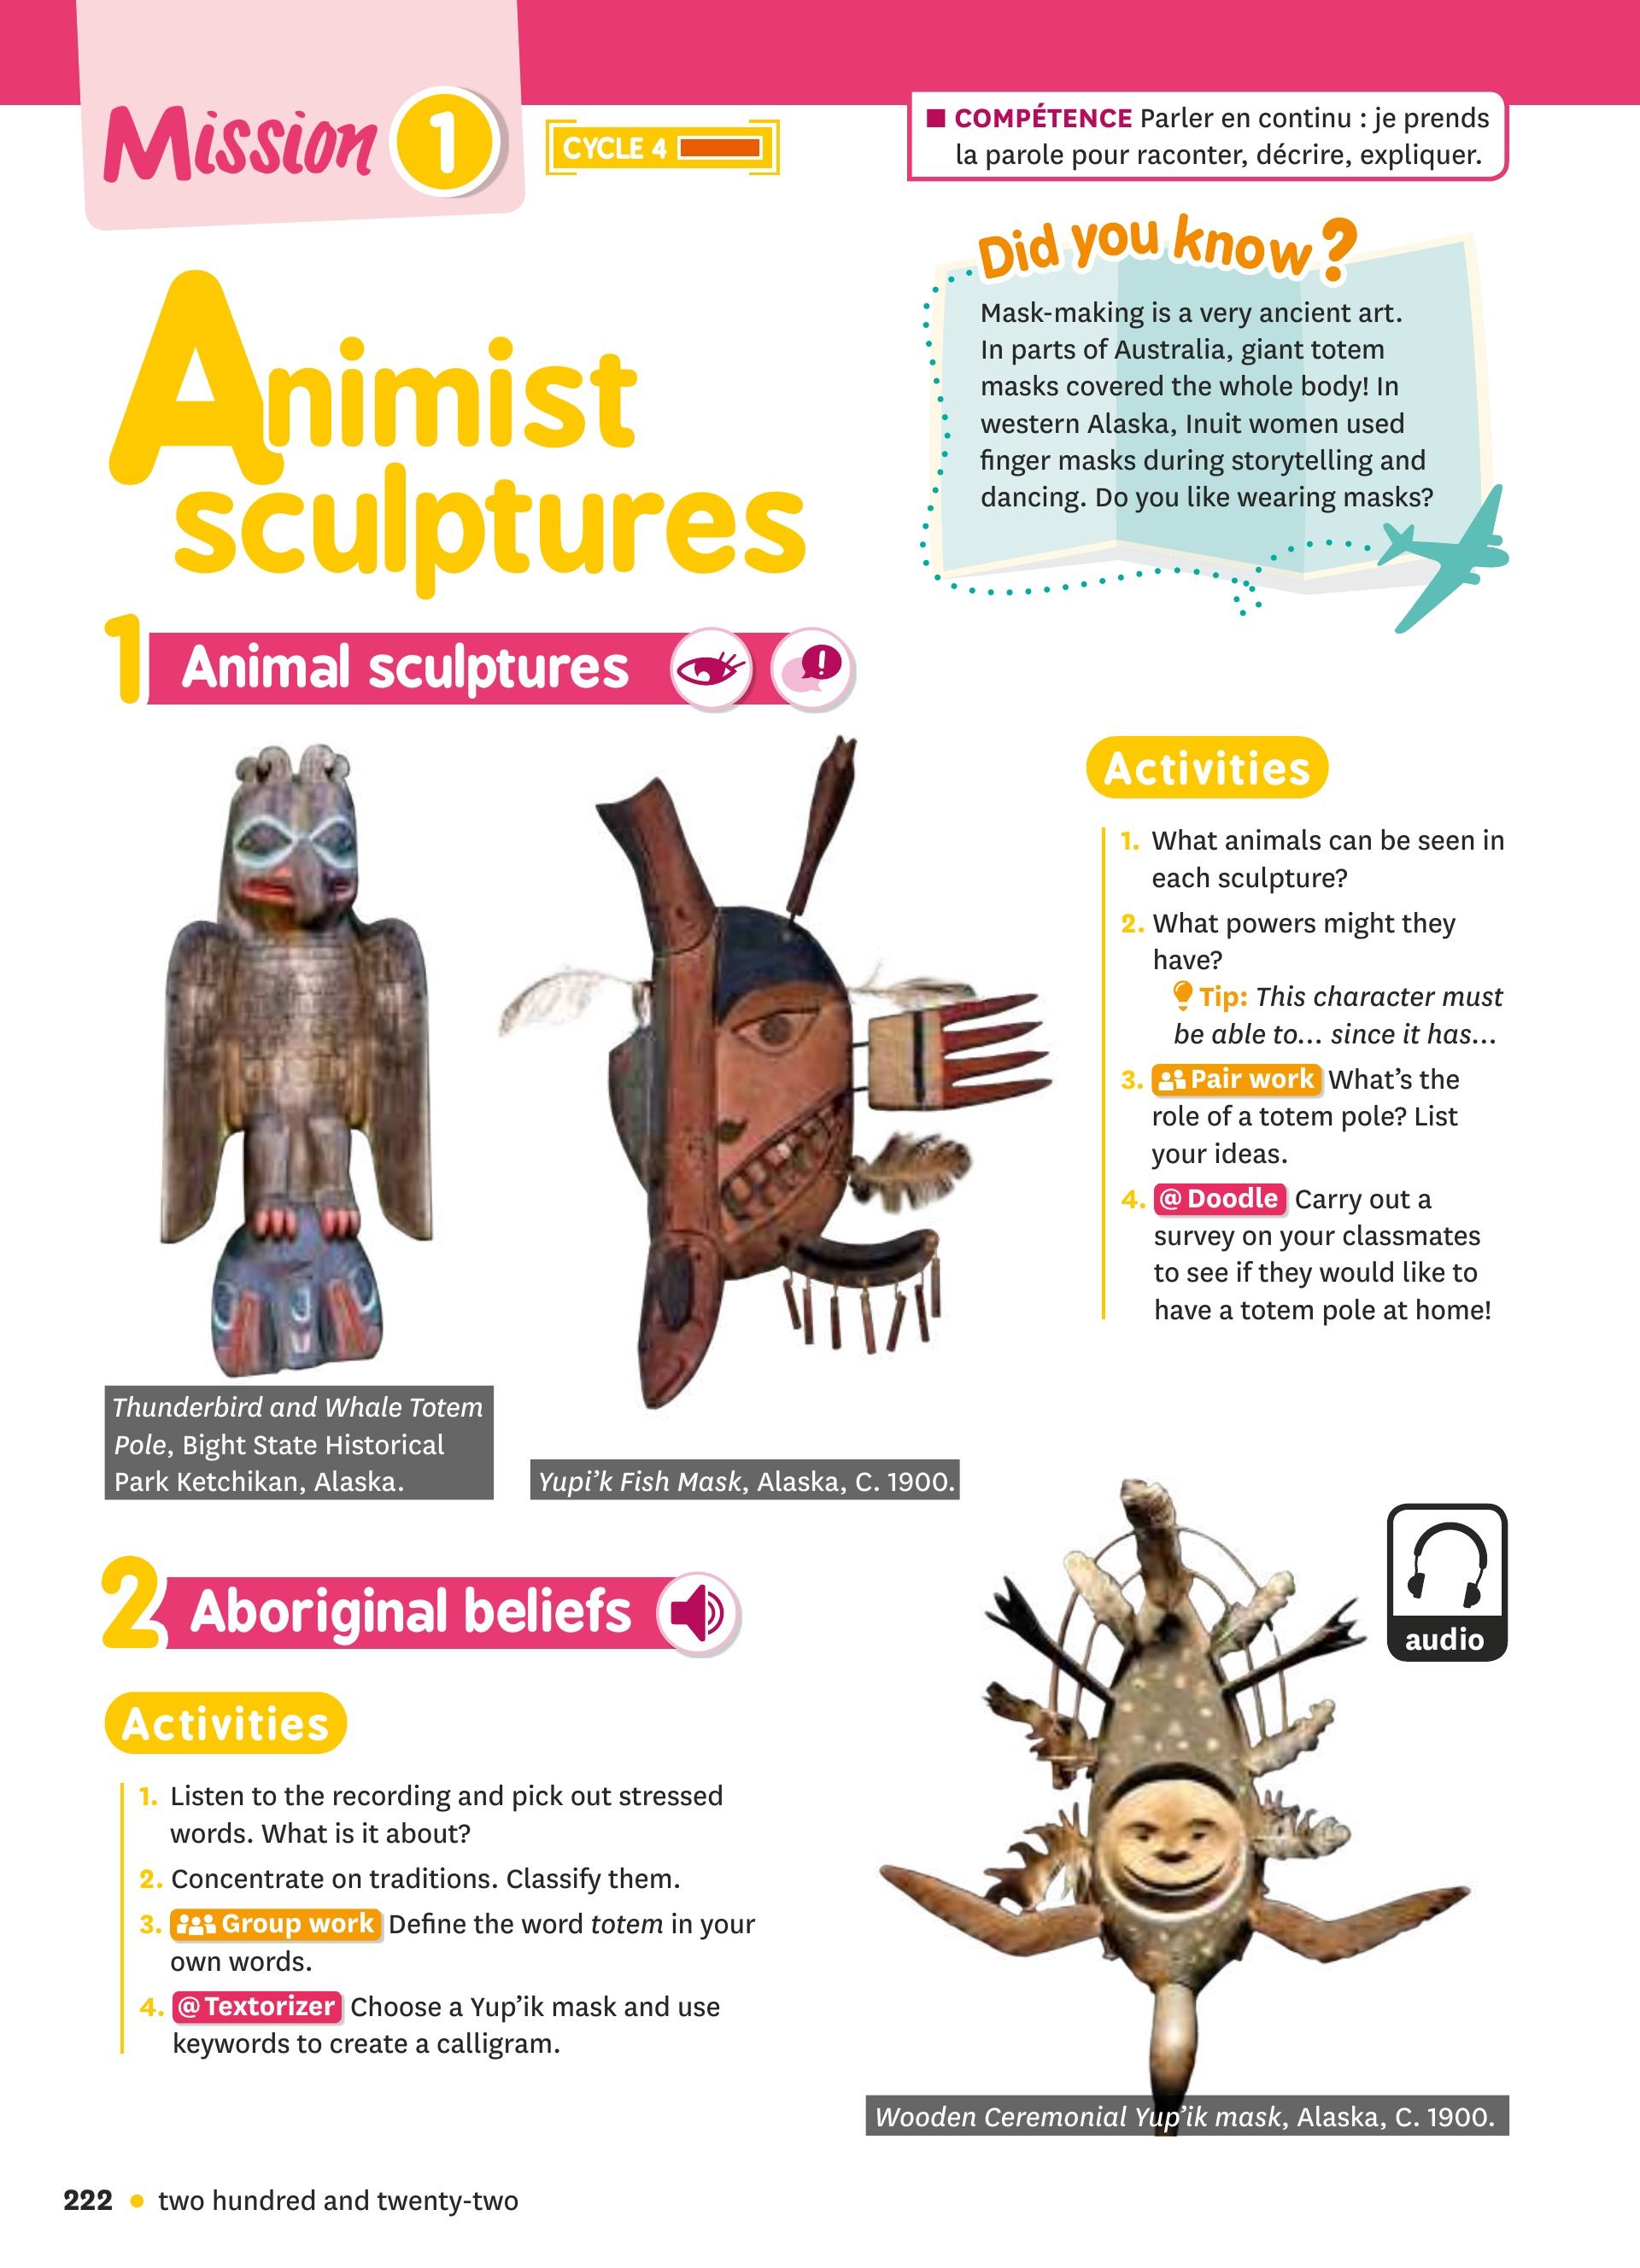 Mission 1
CYCLE 4
■ COMPÉTENCE Parler en continu : je prends
la parole pour raconter, décrire, expliquer.
Animist
sculptures
Did you know?
Mask-making is a very ancient art.
In parts of Australia, giant totem
masks covered the whole body! In
western Alaska, Inuit women used
finger masks during storytelling and
dancing. Do you like wearing masks?
1 Animal sculptures
!
Activities
1. What animals can be seen in
each sculpture?
2. What powers might they
have?
Tip: This character must
be able to... since it has...
3. Pair work What's the
role of a totem pole? List
your ideas.
4. @ Doodle Carry out a
survey on your classmates
to see if they would like to
have a totem pole at home!
Thunderbird and Whale Totem
Pole, Bight State Historical
Park Ketchikan, Alaska.
Yupi'k Fish Mask, Alaska, C. 1900.
2 Aboriginal beliefs
audio
Activities
1. Listen to the recording and pick out stressed
words. What is it about?
2. Concentrate on traditions. Classify them.
3. Group work Define the word totem in your
own words.
4. @ Textorizer Choose a Yup'ik mask and use
keywords to create a calligram.
Wooden Ceremonial Yup'ik mask, Alaska, C. 1900.
222 • two hundred and twenty-two